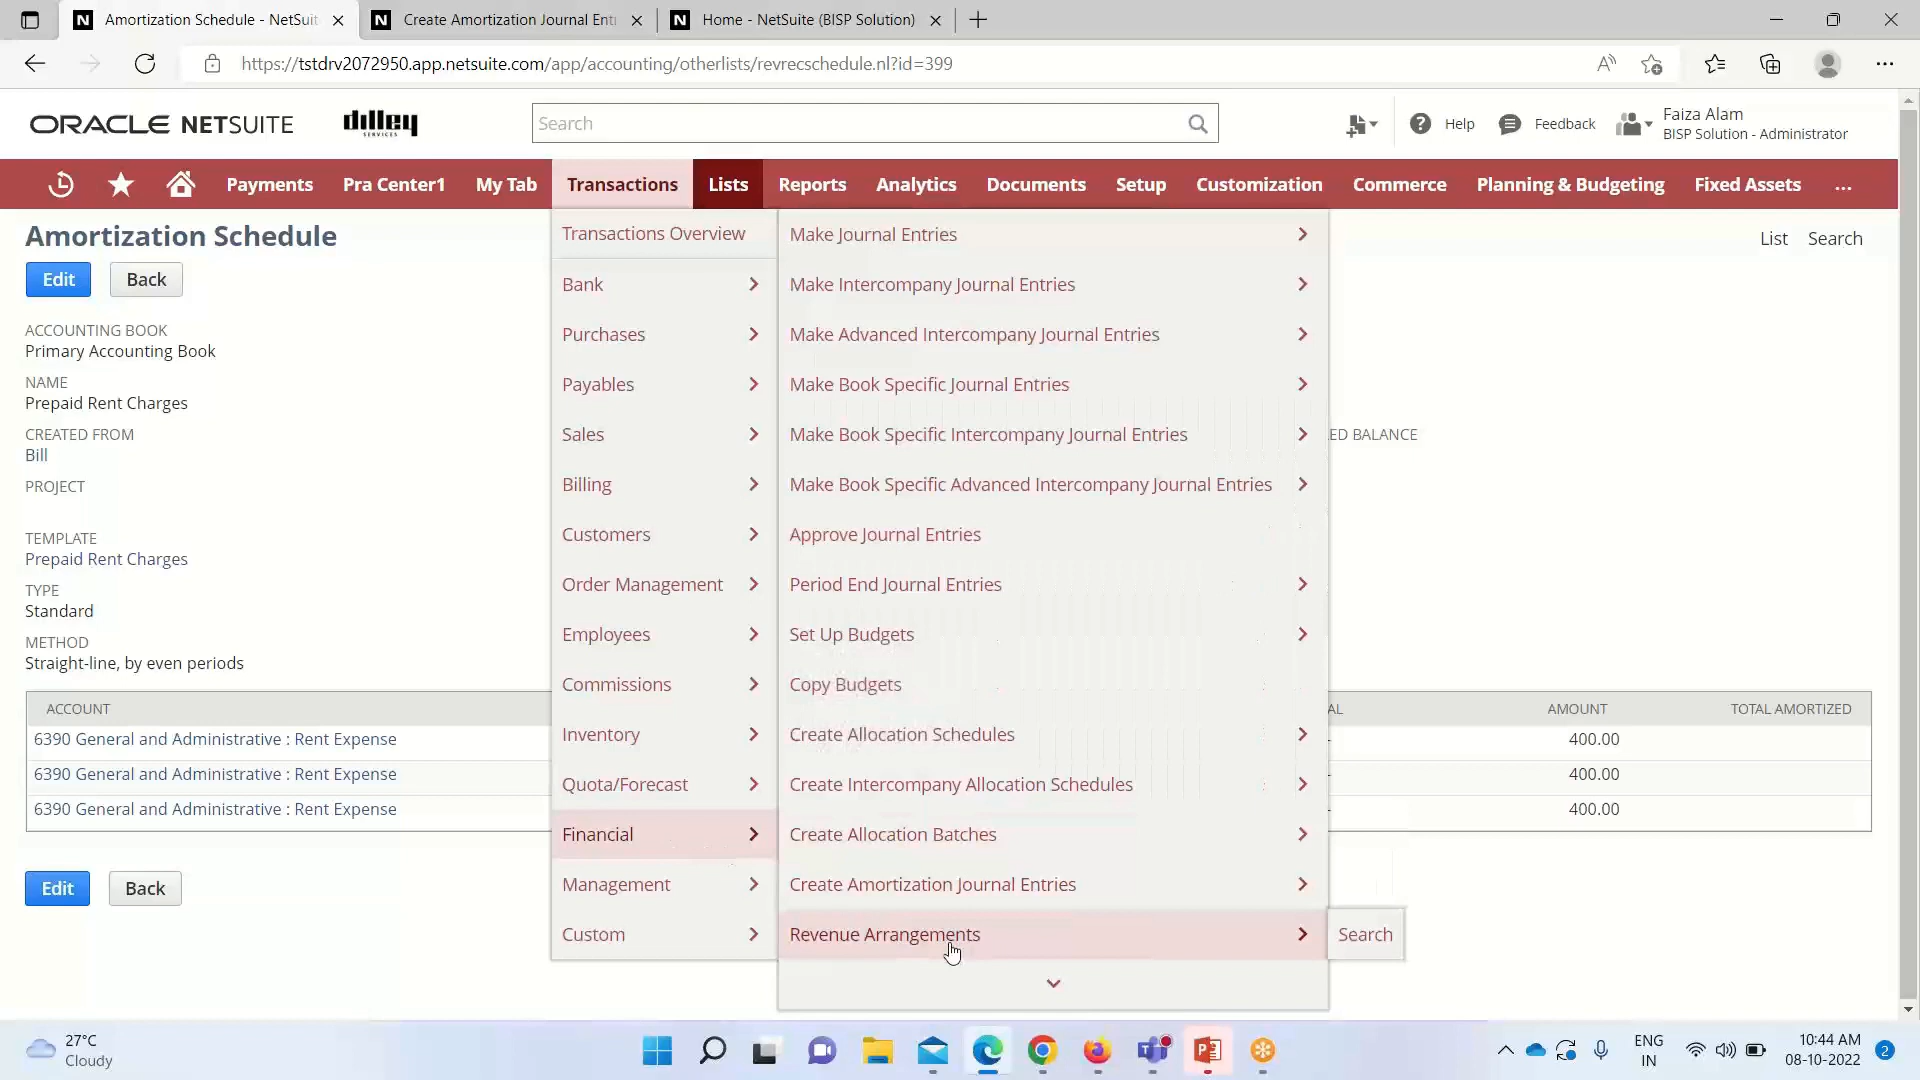 Amortization Schedule - NetSuit
Create Amortization Journal Ent
Home - NetSuite (BISP Solution)
https://tstdrv2072950.app.netsuite.com/app/accounting/otherlists/revrecschedule.nl?id=399
ORACLE NETSUITE
dilley
SERVICES
Search
Help
Feedback
Faiza Alam
BISP Solution - Administrator
Payments
Pra Center1
My Tab
Transactions
Lists
Reports
Analytics
Documents
Setup
Customization
Commerce
Planning & Budgeting
Fixed Assets
...
Amortization Schedule
List
Search
Edit
Back
ACCOUNTING BOOK
Primary Accounting Book
NAME
Prepaid Rent Charges
CREATED FROM
Bill
PROJECT
TEMPLATE
Prepaid Rent Charges
TYPE
Standard
METHOD
Straight-line, by even periods
ED BALANCE
Transactions Overview
Bank
Purchases
Payables
Sales
Billing
Customers
Order Management
Employees
Commissions
Inventory
Quota/Forecast
Financial
Management
Custom
Make Journal Entries
Make Intercompany Journal Entries
Make Advanced Intercompany Journal Entries
Make Book Specific Journal Entries
Make Book Specific Intercompany Journal Entries
Make Book Specific Advanced Intercompany Journal Entries
Approve Journal Entries
Period End Journal Entries
Set Up Budgets
Copy Budgets
Create Allocation Schedules
Create Intercompany Allocation Schedules
Create Allocation Batches
Create Amortization Journal Entries
Revenue Arrangements
Search
ACCOUNT
AL
AMOUNT
TOTAL AMORTIZED
6390 General and Administrative : Rent Expense
-
400.00
6390 General and Administrative : Rent Expense
-
400.00
6390 General and Administrative : Rent Expense
-
400.00
Edit
Back
27°C
Cloudy
ENG
IN
10:44 AM
08-10-2022
2